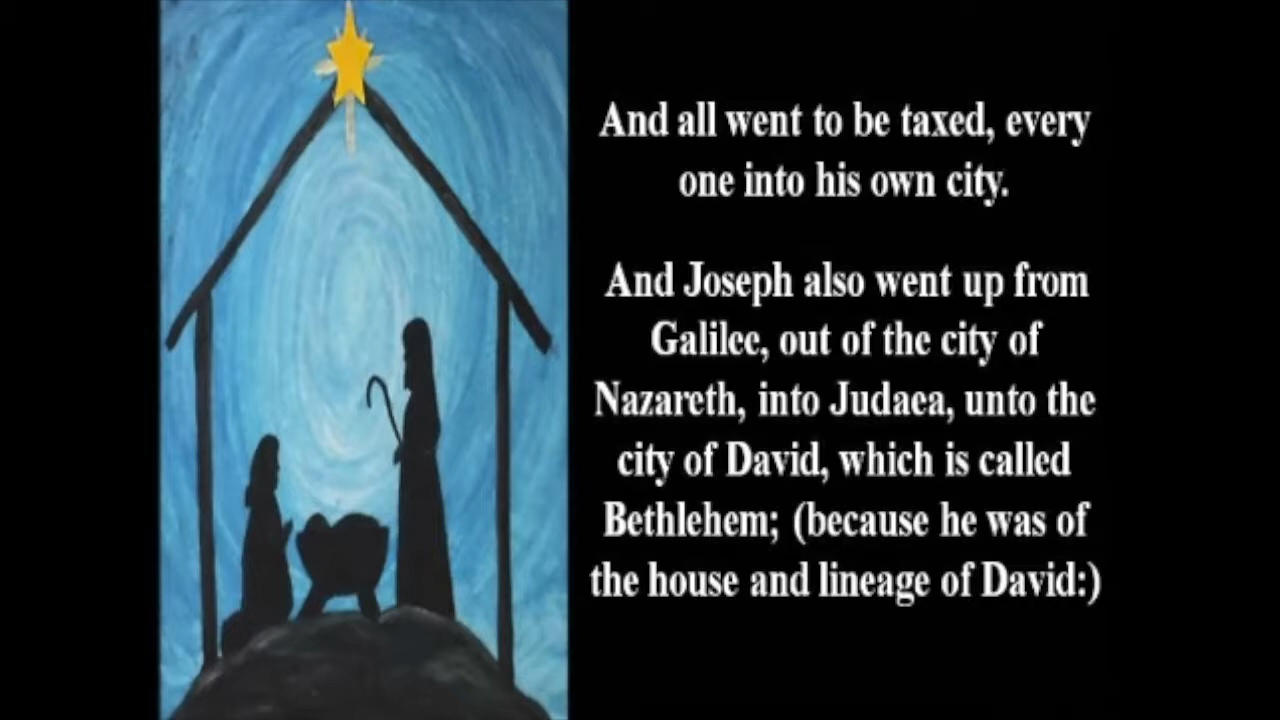 And all went to be taxed, every
one into his own city.
And Joseph also went up from
Galilee, out of the city of
Nazareth, into Judaea, unto the
city of David, which is called
Bethlehem; (because he was of
the house and lineage of David:)